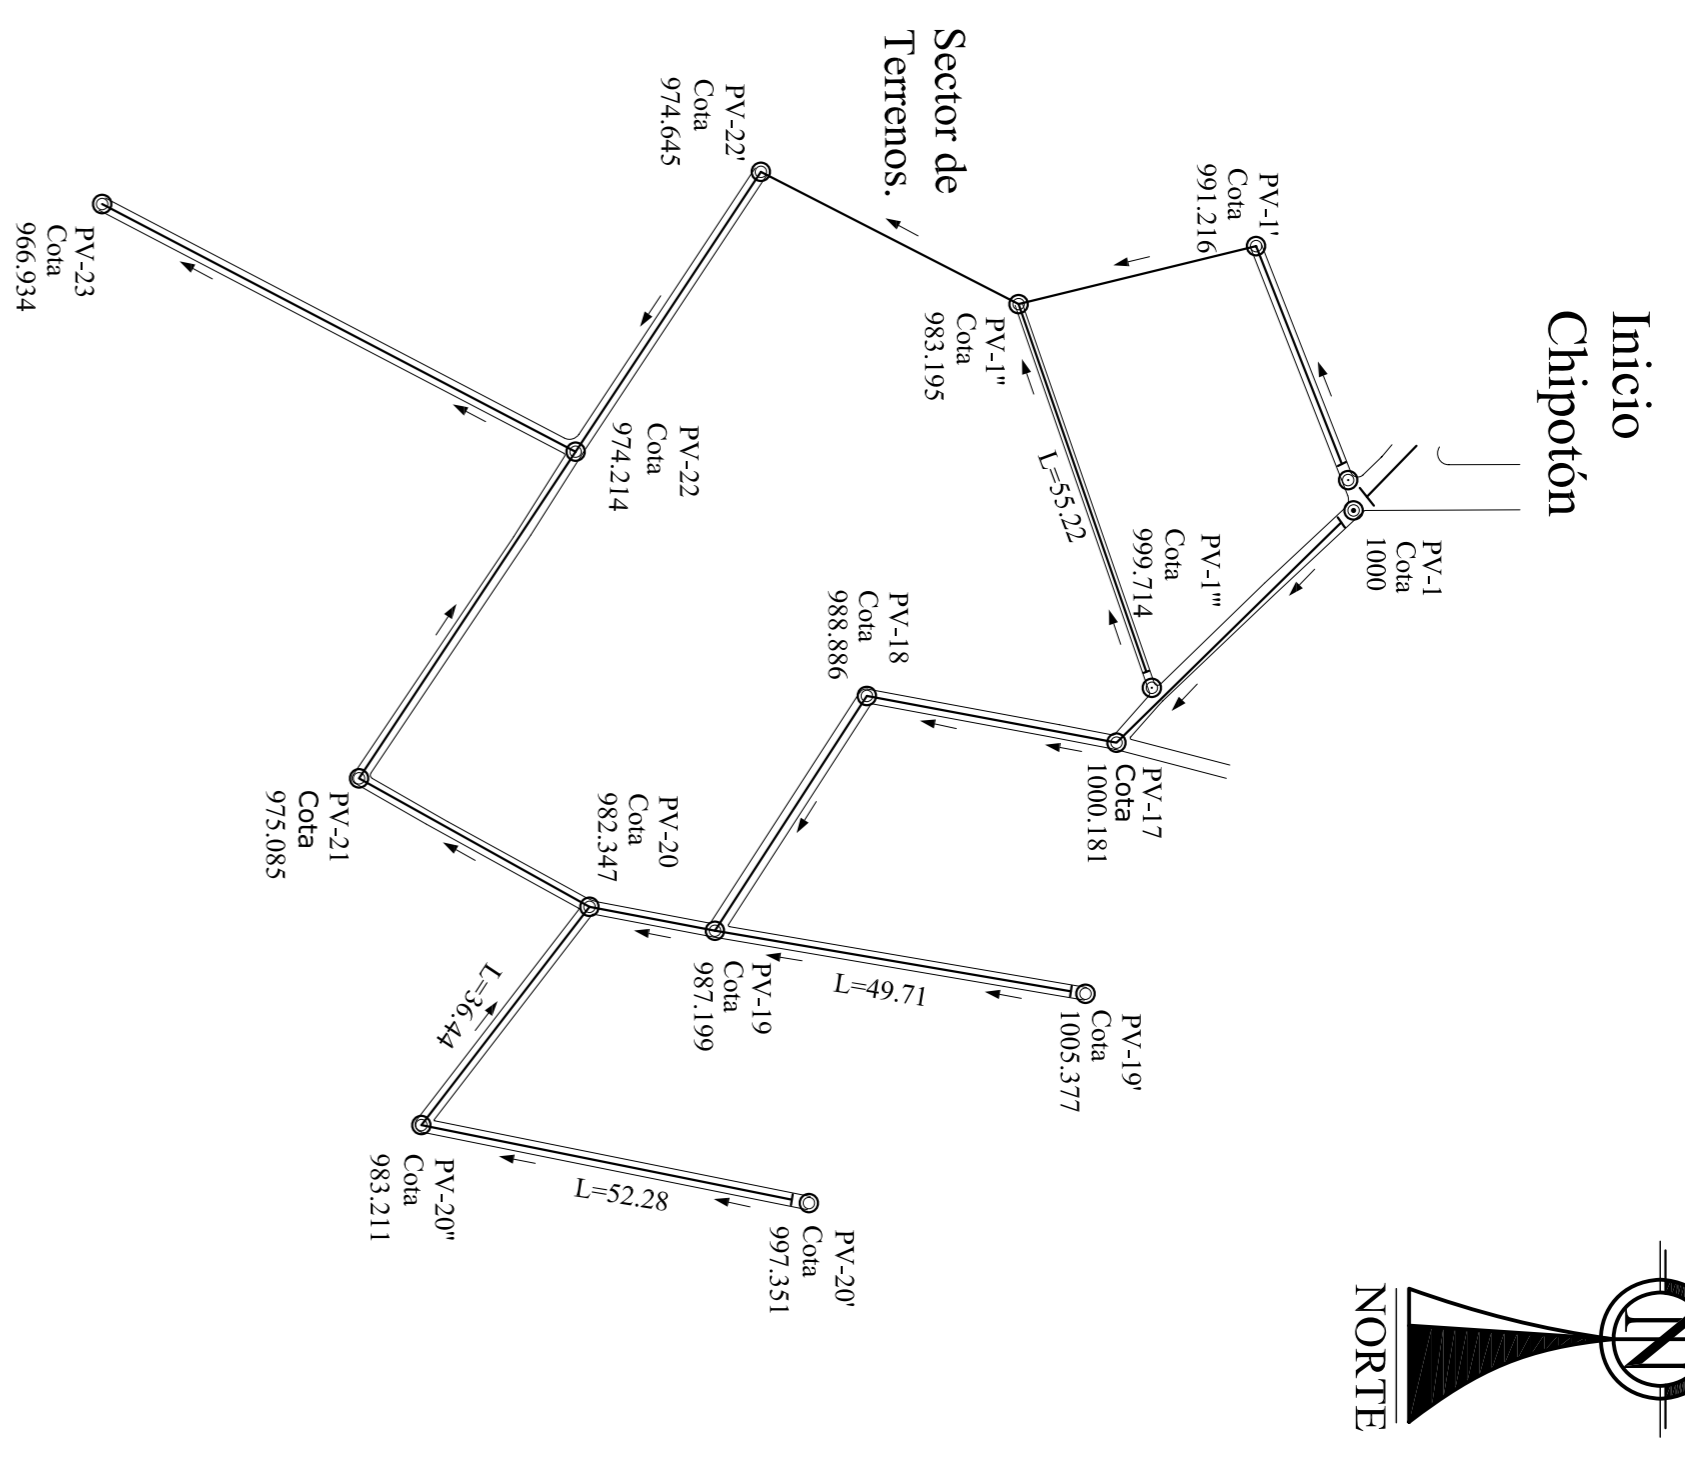 Inicio
Chipotón
Sector de
Terrenos.
PV-1
Cota
1000
PV-1'
Cota
991.216
PV-1''
Cota
983.195
PV-1'''
Cota
999.714
L=55.22
PV-17
Cota
1000.181
PV-18
Cota
988.886
PV-19'
Cota
1005.377
L=49.71
PV-19
Cota
987.199
PV-20
Cota
982.347
L=36.44
PV-20'
Cota
997.351
L=52.28
PV-20''
Cota
983.211
PV-21
Cota
975.085
PV-22'
Cota
974.645
PV-22
Cota
974.214
PV-23
Cota
966.934
N
NORTE